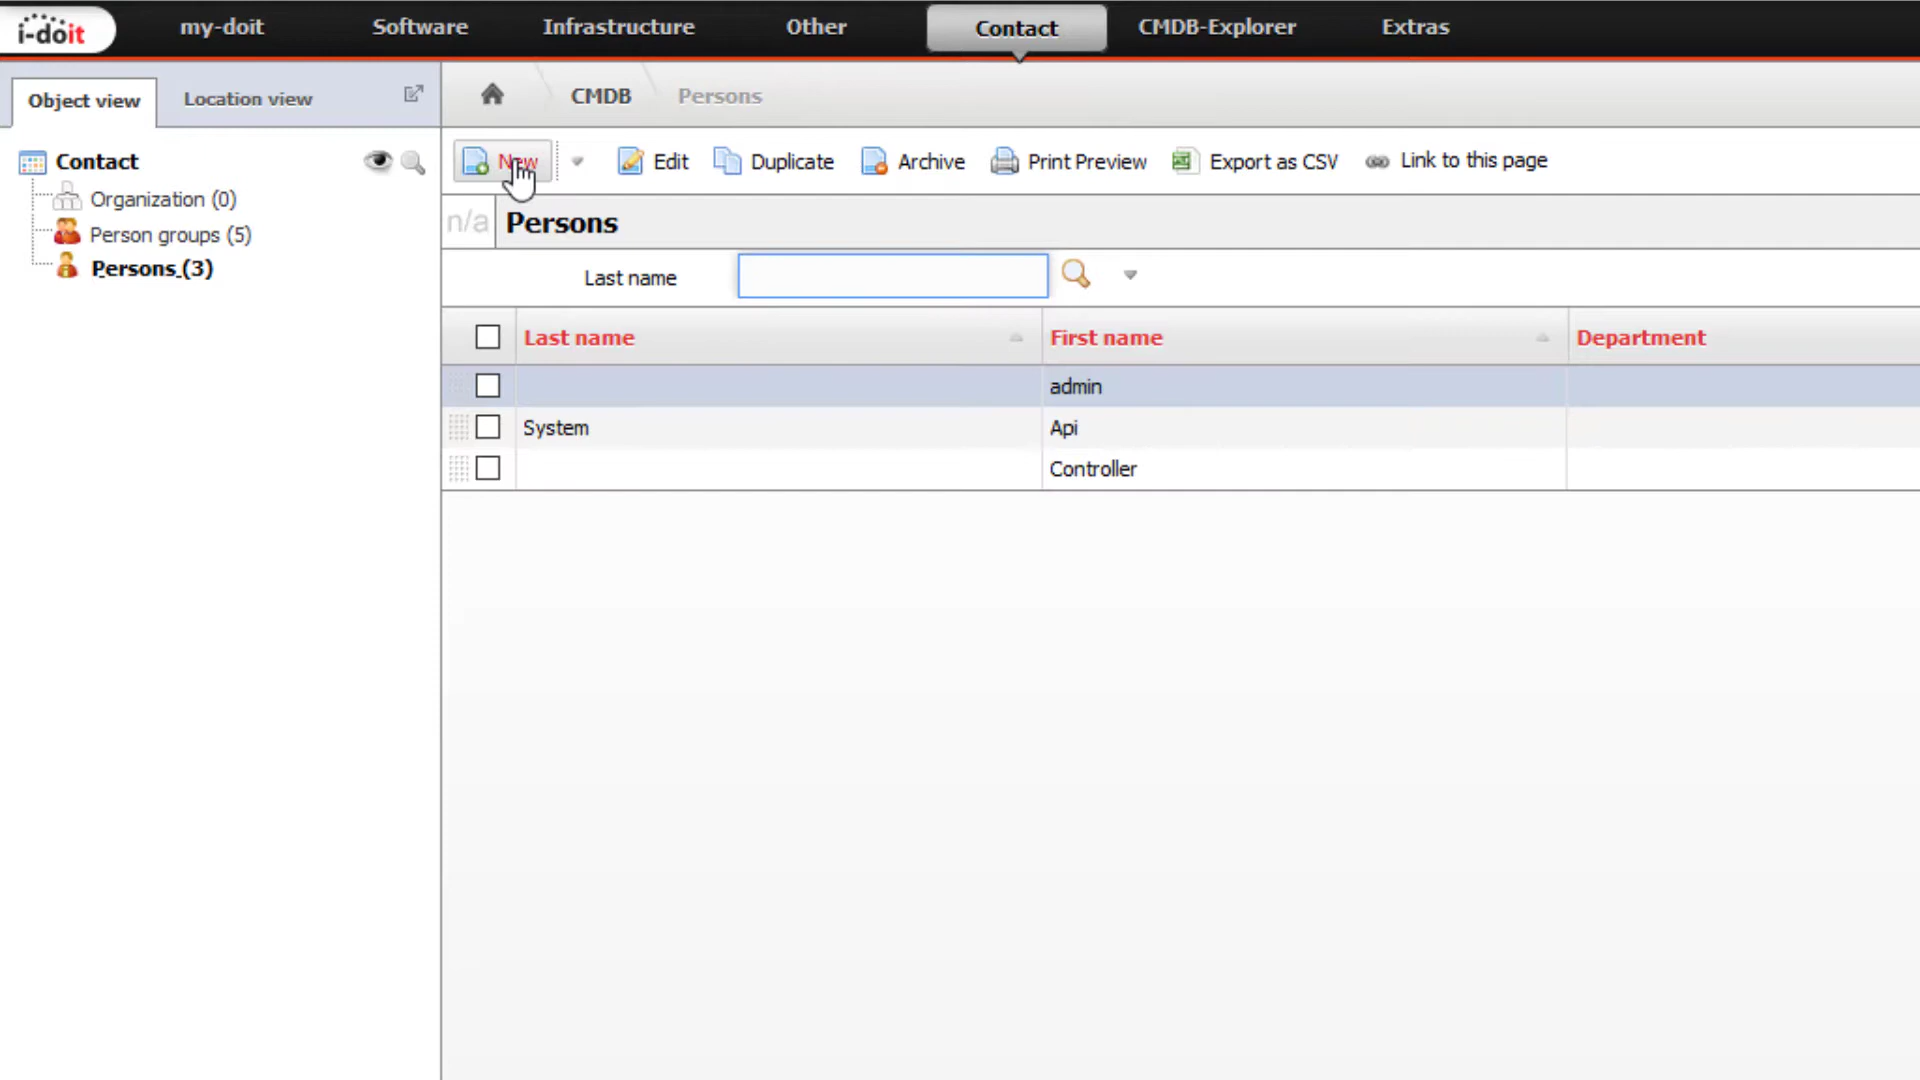 i-doit my-doit Software Infrastructure Other Contact CMDB-Explorer Extras
Object view Location view
CMDB Persons
Contact
Organization (0)
Person groups (5)
Persons (3)
New Edit Duplicate Archive Print Preview Export as CSV Link to this page
n/a Persons
Last name
Last name First name Department
admin
System Api
Controller